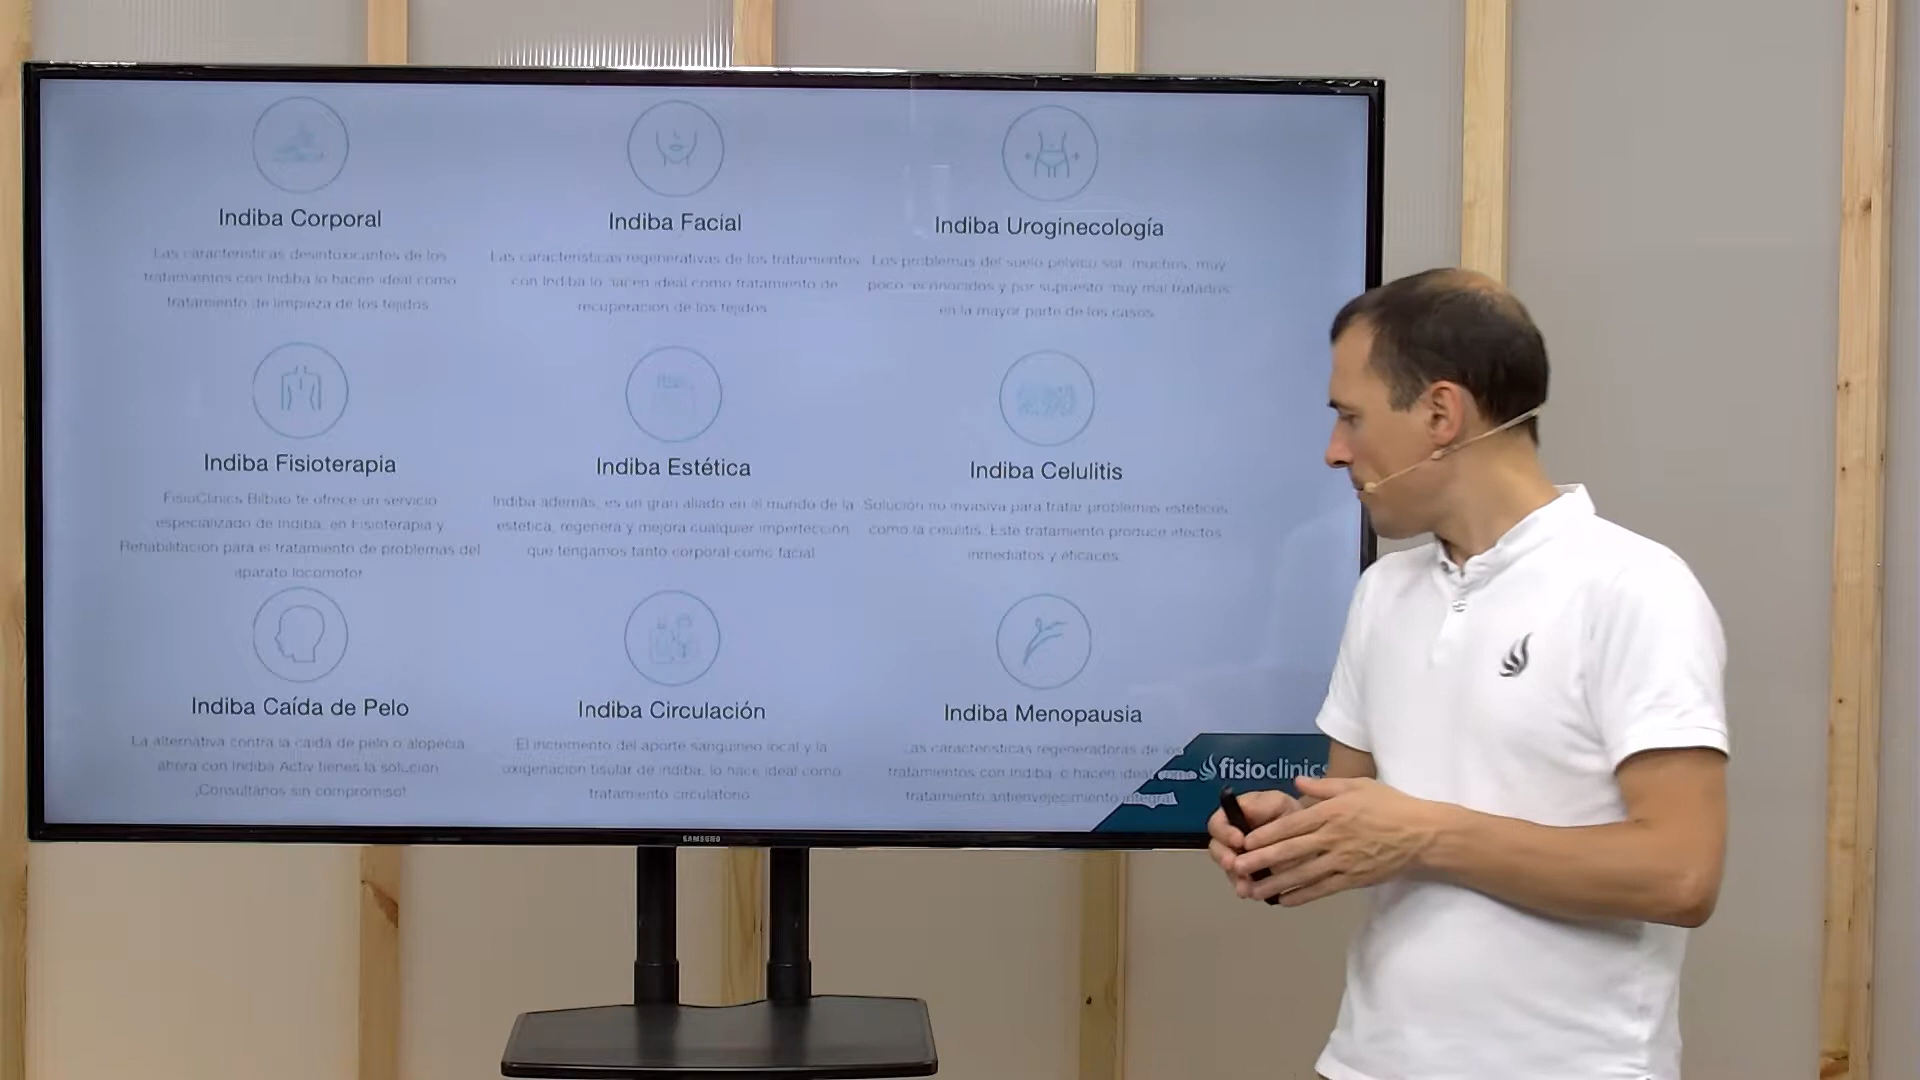 Indiba Corporal
Las características desintoxicantes de los
tratamientos con Indiba lo hacen ideal como
tratamiento de limpieza de los tejidos.
Indiba Facial
Las características regenerativas de los tratamientos
con Indiba lo hacen ideal como tratamiento de
recuperación de los tejidos.
Indiba Uroginecología
Los problemas del suelo pélvico son muchos, muy
poco reconocidos y por supuesto muy mal tratados
en la mayor parte de los casos.
Indiba Fisioterapia
FisioClinics Bilbao te ofrece un servicio
especializado de Indiba, en Fisioterapia y
Rehabilitación para el tratamiento de problemas del
aparato locomotor.
Indiba Estética
Indiba además, es un gran aliado en el mundo de la
estética, regenera y mejora cualquier imperfección
que tengamos tanto corporal como facial.
Indiba Celulitis
Solución no invasiva para tratar problemas estéticos
como la celulitis. Este tratamiento produce efectos
inmediatos y eficaces.
Indiba Caída de Pelo
La alternativa contra la caída de pelo o alopecia
ahora con Indiba Activ tienes la solución
¡Consúltanos sin compromiso!
Indiba Circulación
El incremento del aporte sanguíneo local y la
oxigenación tisular de indiba, lo hace ideal como
tratamiento circulatorio.
Indiba Menopausia
Las características regeneradoras de los
tratamientos con Indiba lo hacen ideal como
tratamiento antienvejecimiento integral.
fisioclinics
SAMSUNG